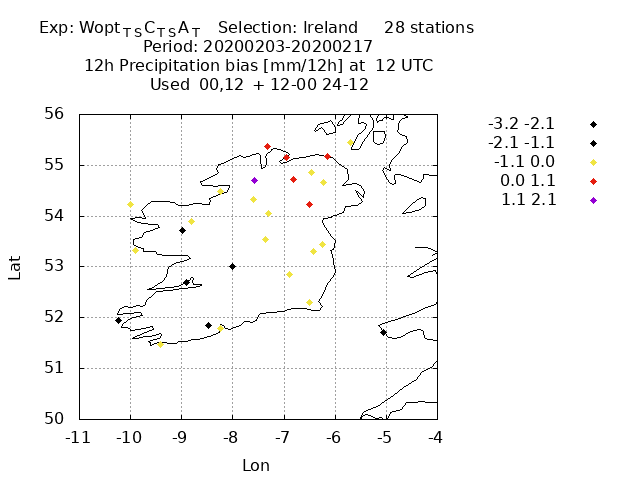 Exp: Wopt_TS C_TS A_T Selection: Ireland 28 stations
Period: 20200203-20200217
12h Precipitation bias [mm/12h] at 12 UTC
Used 00,12 + 12-00 24-12
-3.2 -2.1
-2.1 -1.1
-1.1 0.0
0.0 1.1
1.1 2.1
56
55
54
53
52
51
50
Lat
-11 -10 -9 -8 -7 -6 -5 -4
Lon